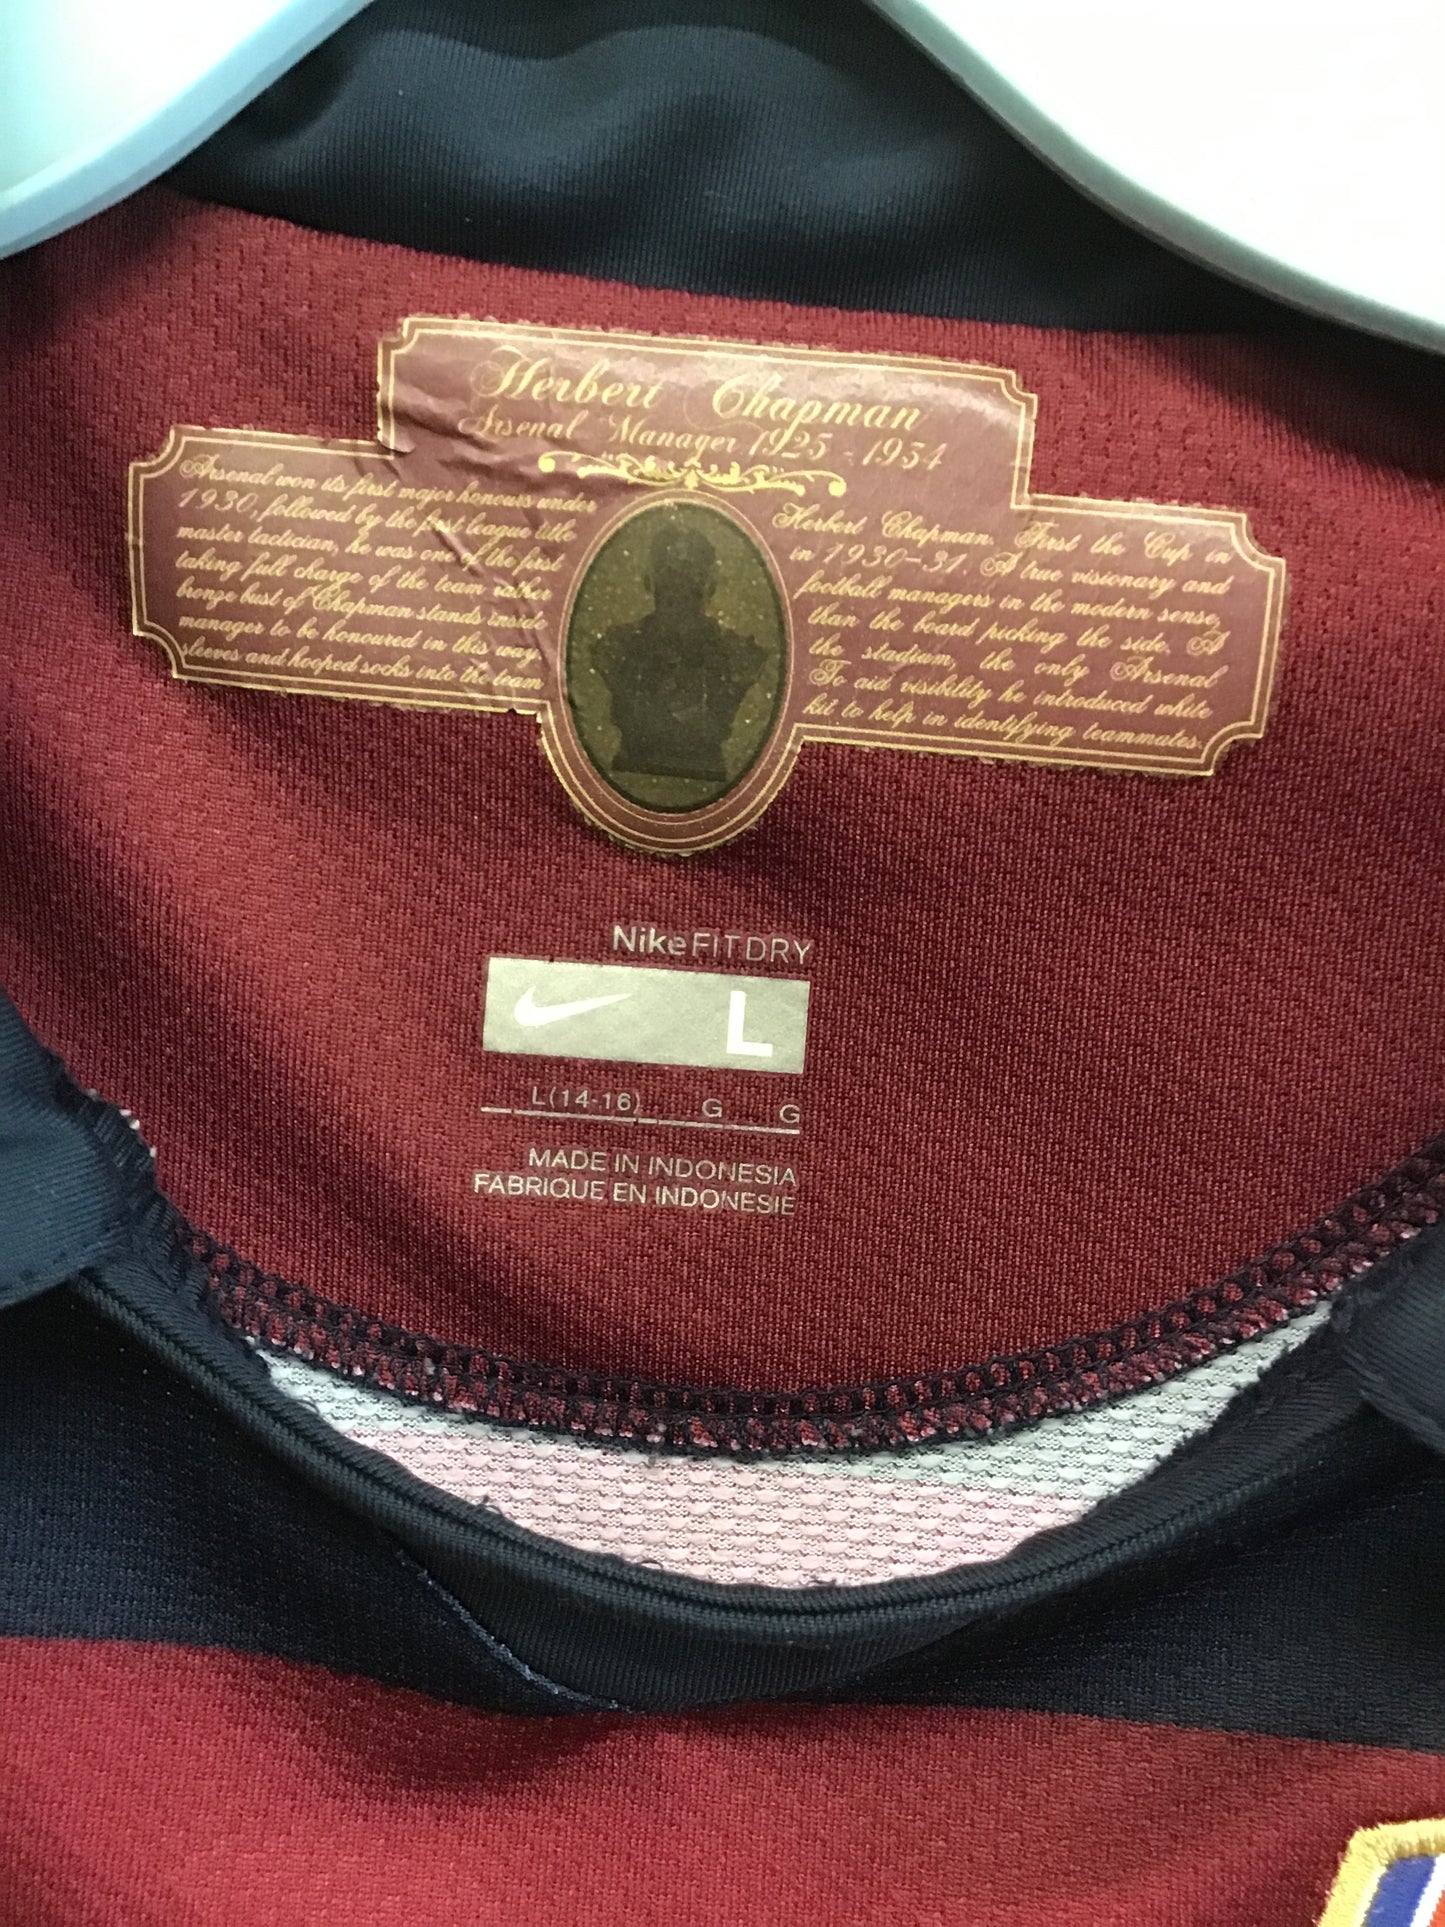 Herbert Chapman
Arsenal Manager 1925 - 1934
Arsenal won its first major honours under Herbert Chapman. First the Cup in
1930, followed by the first league title in 1930-31. A true visionary and
master tactician, he was one of the first football managers in the modern sense,
taking full charge of the team rather than the board picking the side. A
bronze bust of Chapman stands inside the stadium, the only Arsenal
manager to be honoured in this way. To aid visibility he introduced white
sleeves and hooped socks into the team kit to help in identifying teammates.
NikeFITDRY
L
L(14-16) G G
MADE IN INDONESIA
FABRIQUE EN INDONESIE